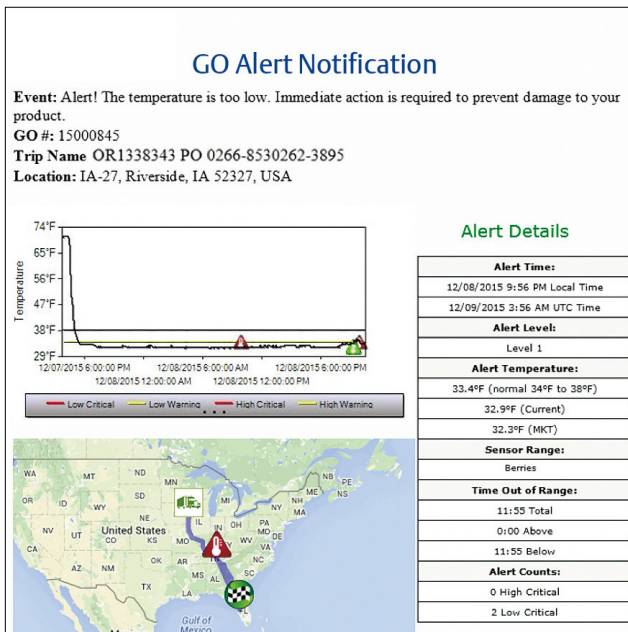 GO Alert Notification
Event: Alert! The temperature is too low. Immediate action is required to prevent damage to your
product.
GO #: 15000845
Trip Name OR1338343 PO 0266-8530262-3895
Location: IA-27, Riverside, IA 52327, USA
Temperature
74°F
65°F
56°F
47°F
38°F
29°F
12/07/2015 6:00:00 PM
12/08/2015 6:00:00 AM
12/08/2015 6:00:00 PM
12/08/2015 12:00:00 AM
12/08/2015 12:00:00 PM
Low Critical
Low Warning
High Critical
High Warning
Alert Details
Alert Time:
12/08/2015 9:56 PM Local Time
12/09/2015 3:56 AM UTC Time
Alert Level:
Level 1
Alert Temperature:
33.4°F (normal 34°F to 38°F)
32.9°F (Current)
32.3°F (MKT)
Sensor Range:
Berries
Time Out of Range:
11:55 Total
0:00 Above
11:55 Below
Alert Counts:
0 High Critical
2 Low Critical
WA
MT
ND
MN
OR
ID
WY
SD
NE
NV
UT
CO
KS
MO
IL
IN
OH
PA
MI
NY
NB
PE
NS
ME
NH
MA
MD
DE
WV
VA
NC
SC
CA
AZ
NM
OK
AR
MS
AL
TX
LA
United States
Gulf of
Mexico